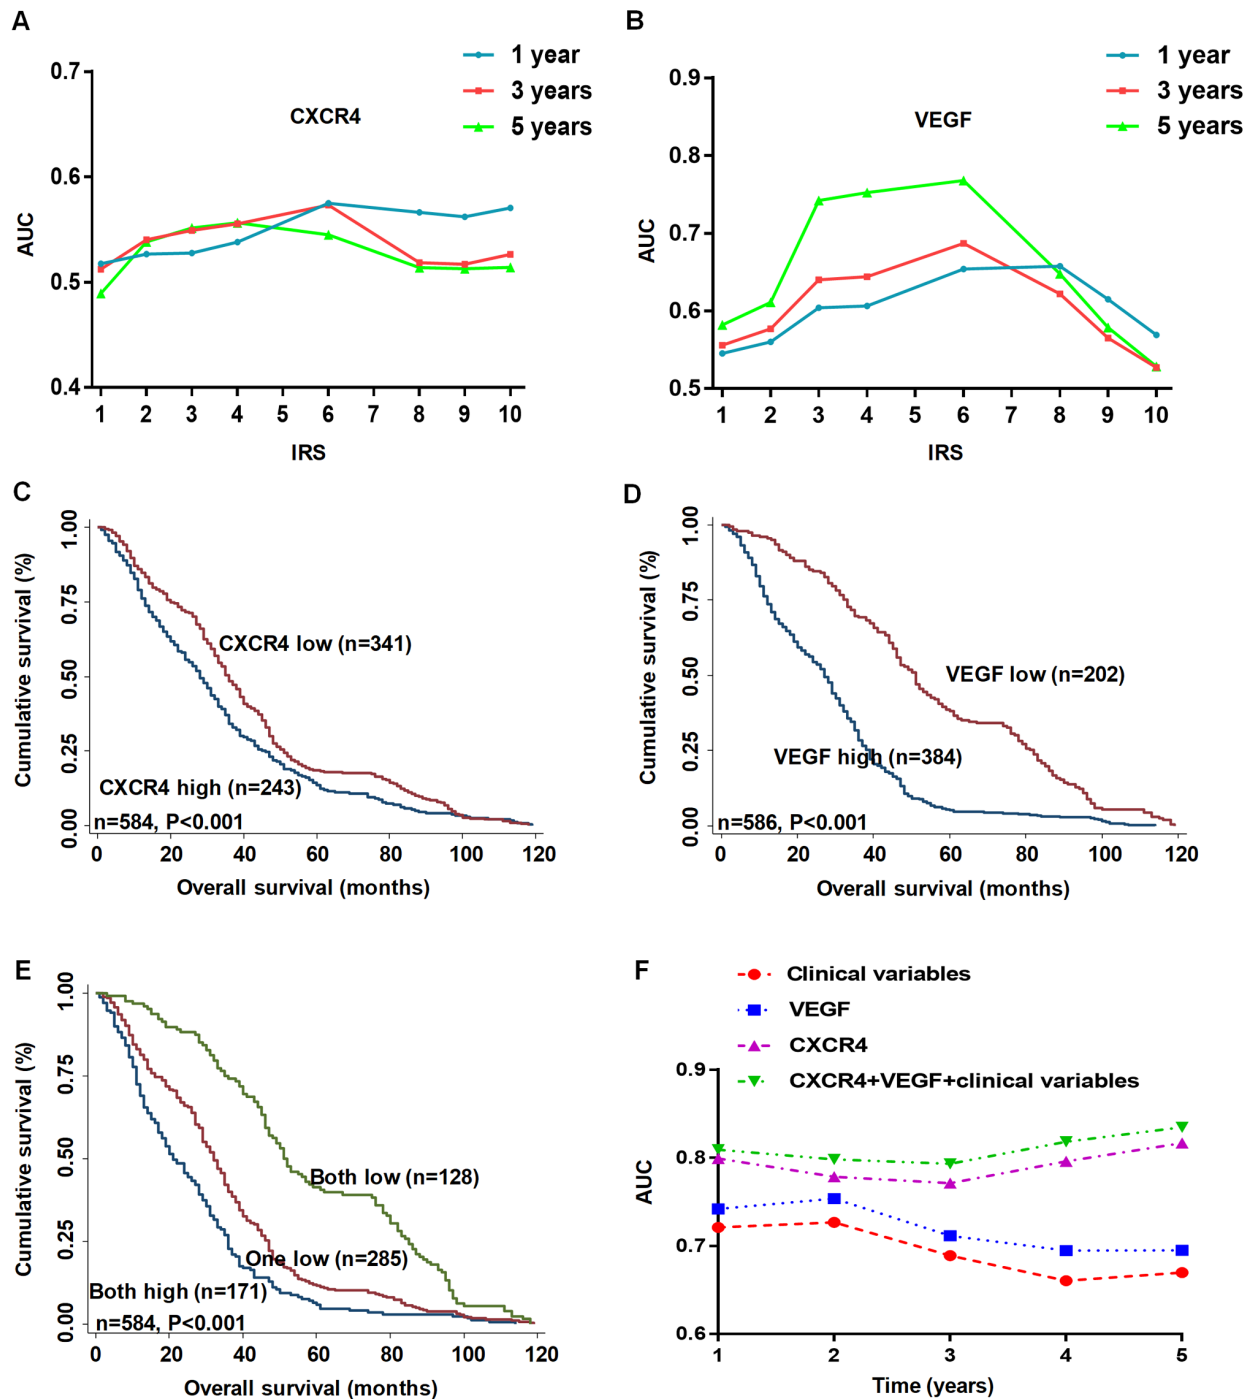 A
1 year
3 years
5 years
CXCR4
0.7
0.6
0.5
0.4
AUC
1 2 3 4 5 6 7 8 9 10
IRS
B
1 year
3 years
5 years
VEGF
0.9
0.8
0.7
0.6
0.5
AUC
1 2 3 4 5 6 7 8 9 10
IRS
C
Cumulative survival (%)
1.00
0.75
0.50
0.25
0.00
CXCR4 low (n=341)
CXCR4 high (n=243)
n=584, P<0.001
0 20 40 60 80 100 120
Overall survival (months)
D
Cumulative survival (%)
1.00
0.75
0.50
0.25
0.00
VEGF low (n=202)
VEGF high (n=384)
n=586, P<0.001
0 20 40 60 80 100 120
Overall survival (months)
E
Cumulative survival (%)
1.00
0.75
0.50
0.25
0.00
Both low (n=128)
One low (n=285)
Both high (n=171)
n=584, P<0.001
0 20 40 60 80 100 120
Overall survival (months)
F
Clinical variables
VEGF
CXCR4
CXCR4+VEGF+clinical variables
0.9
0.8
0.7
0.6
AUC
1 2 3 4 5
Time (years)